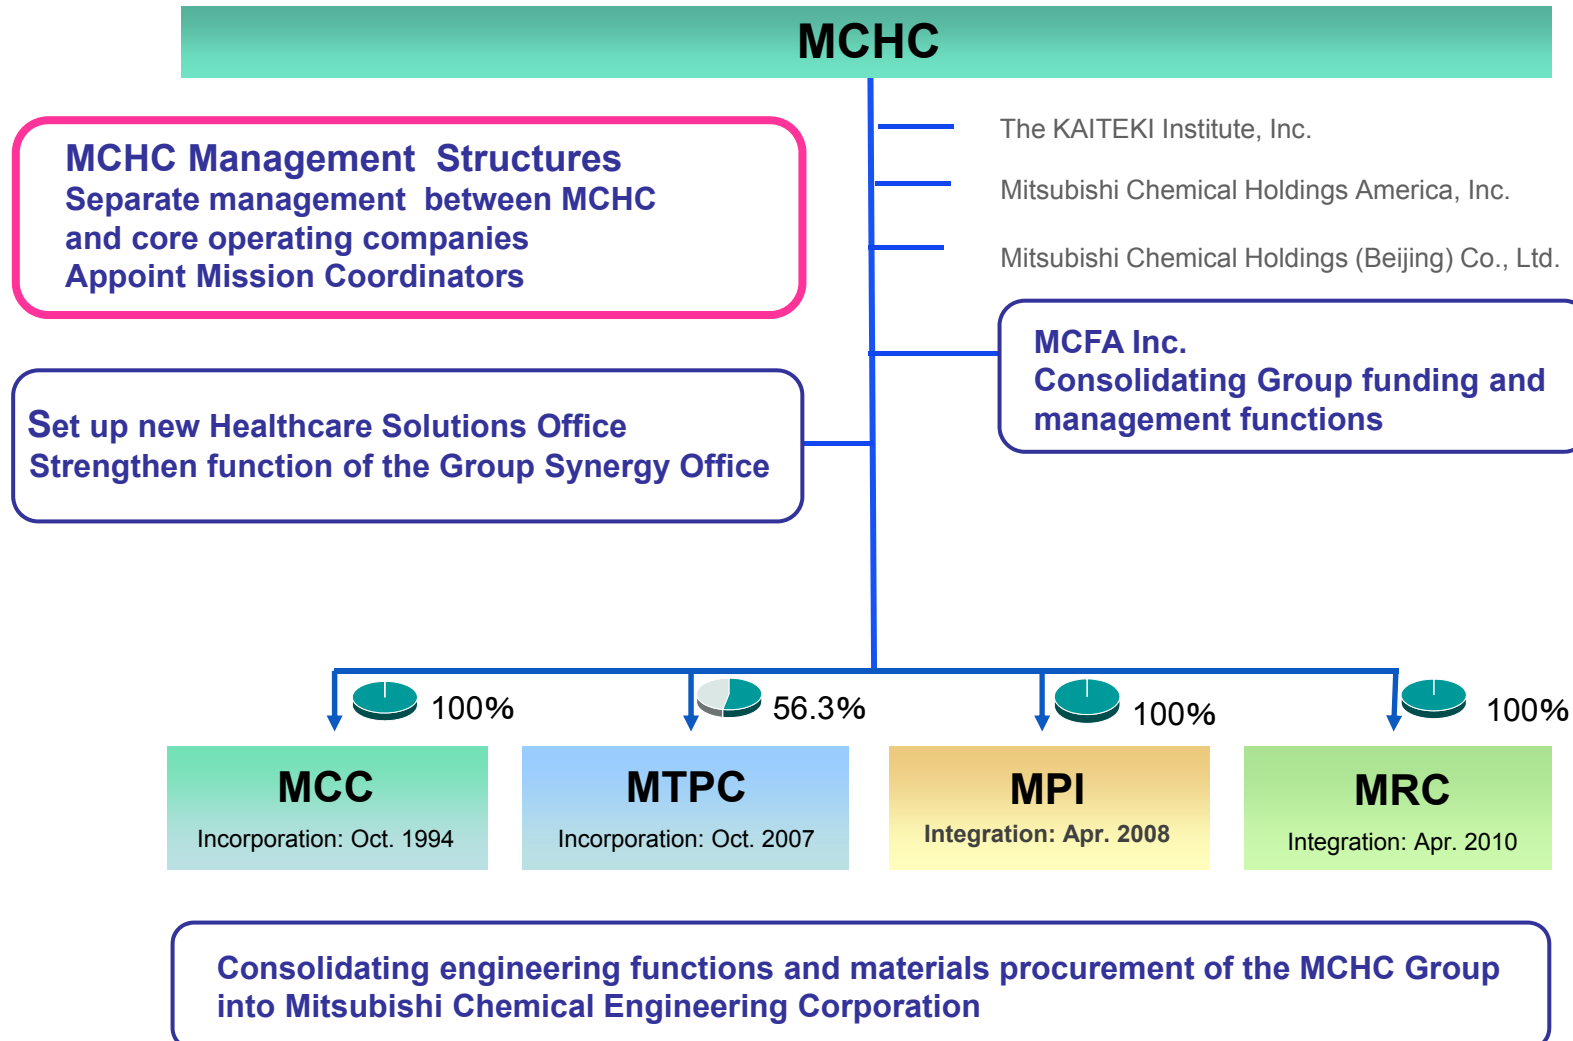 MCHC
MCHC Management Structures
Separate management between MCHC
and core operating companies
Appoint Mission Coordinators
The KAITEKI Institute, Inc.
Mitsubishi Chemical Holdings America, Inc.
Mitsubishi Chemical Holdings (Beijing) Co., Ltd.
MCFA Inc.
Consolidating Group funding and
management functions
Set up new Healthcare Solutions Office
Strengthen function of the Group Synergy Office
100%
56.3%
100%
100%
MCC
Incorporation: Oct. 1994
MTPC
Incorporation: Oct. 2007
MPI
Integration: Apr. 2008
MRC
Integration: Apr. 2010
Consolidating engineering functions and materials procurement of the MCHC Group
into Mitsubishi Chemical Engineering Corporation